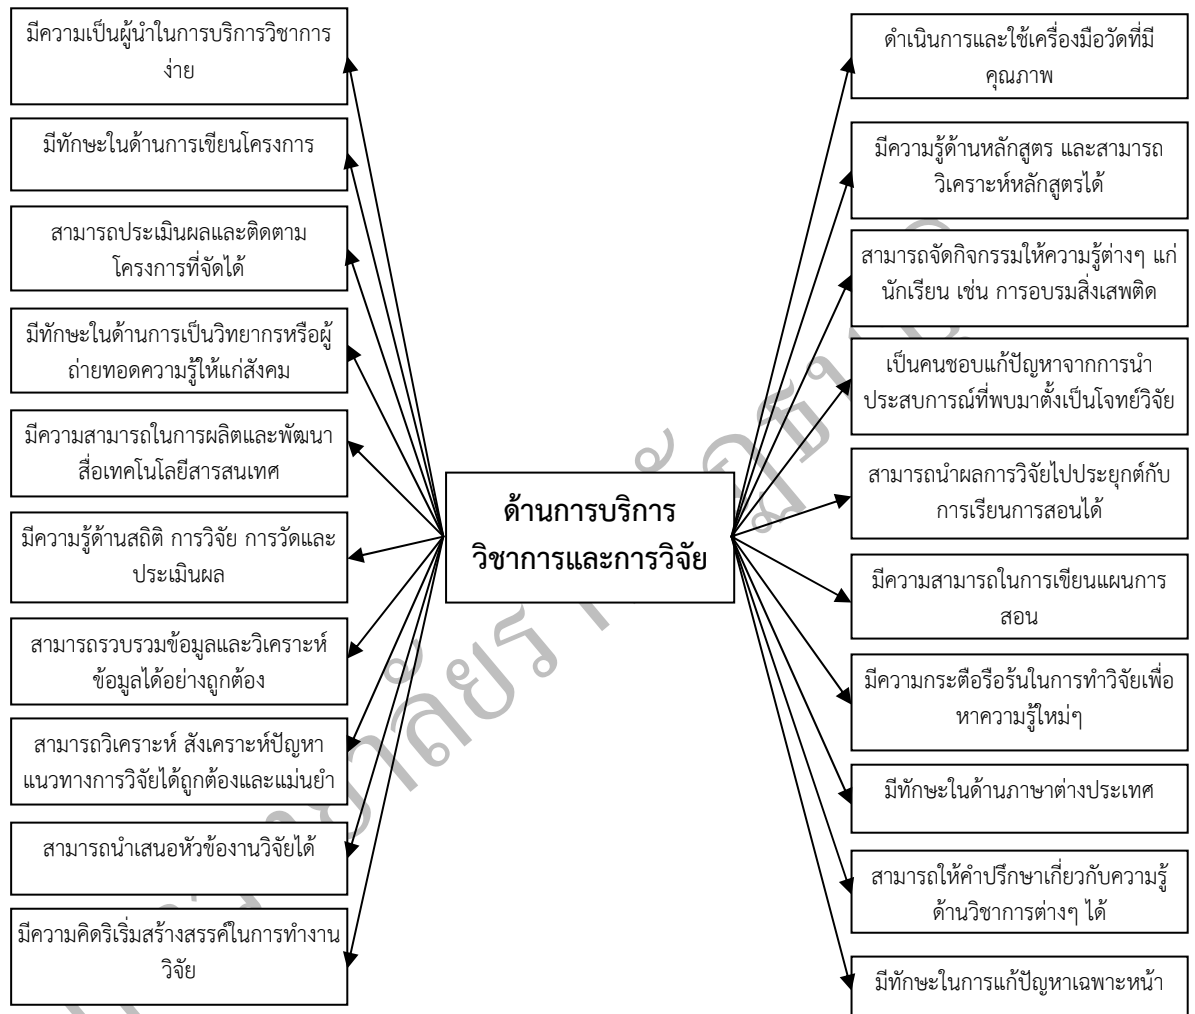 มีความเป็นผู้นำในการบริการวิชาการ
ง่าย
มีทักษะในด้านการเขียนโครงการ
สามารถประเมินผลและติดตาม
โครงการที่จัดได้
มีทักษะในด้านการเป็นวิทยากรหรือผู้
ถ่ายทอดความรู้ให้แก่สังคม
มีความสามารถในการผลิตและพัฒนา
สื่อเทคโนโลยีสารสนเทศ
มีความรู้ด้านสถิติ การวิจัย การวัดและ
ประเมินผล
สามารถรวบรวมข้อมูลและวิเคราะห์
ข้อมูลได้อย่างถูกต้อง
สามารถวิเคราะห์ สังเคราะห์ปัญหา
แนวทางการวิจัยได้ถูกต้องและแม่นยำ
สามารถนำเสนอหัวข้องานวิจัยได้
มีความคิดริเริ่มสร้างสรรค์ในการทำงาน
วิจัย
ด้านการบริการ
วิชาการและการวิจัย
ดำเนินการและใช้เครื่องมือวัดที่มี
คุณภาพ
มีความรู้ด้านหลักสูตร และสามารถ
วิเคราะห์หลักสูตรได้
สามารถจัดกิจกรรมให้ความรู้ต่างๆ แก่
นักเรียน เช่น การอบรมสิ่งเสพติด
เป็นคนชอบแก้ปัญหาจากการนำ
ประสบการณ์ที่พบมาตั้งเป็นโจทย์วิจัย
สามารถนำผลการวิจัยไปประยุกต์กับ
การเรียนการสอนได้
มีความสามารถในการเขียนแผนการ
สอน
มีความกระตือรือร้นในการทำวิจัยเพื่อ
หาความรู้ใหม่ๆ
มีทักษะในด้านภาษาต่างประเทศ
สามารถให้คำปรึกษาเกี่ยวกับความรู้
ด้านวิชาการต่างๆ ได้
มีทักษะในการแก้ปัญหาเฉพาะหน้า